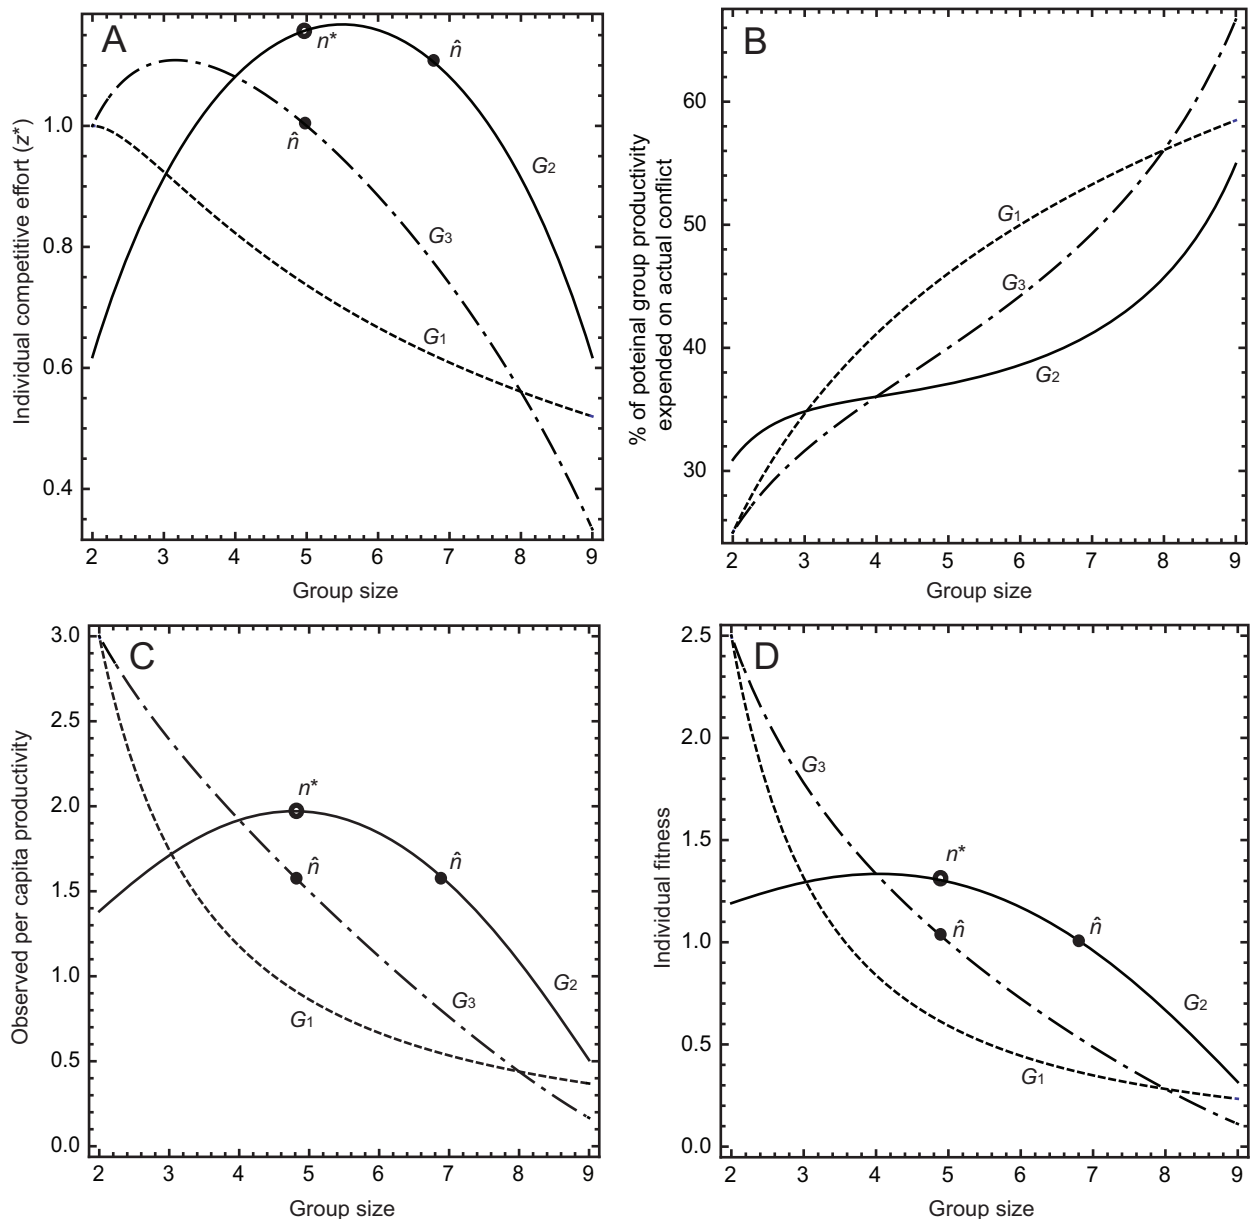 A
n*
n̂
1.0
n̂
G2
0.8
G3
G1
0.6
0.4
2 3 4 5 6 7 8 9
Group size
Individual competitive effort (z*)
B
60
50
G1
G3
40
G2
30
2 3 4 5 6 7 8 9
Group size
% of poteinal group productivity
expended on actual conflict
3.0
C
2.5
n*
2.0
n̂
n̂
1.5
1.0
G2
G3
G1
0.5
0.0
2 3 4 5 6 7 8 9
Group size
Observed per capita productivity
2.5
D
2.0
G3
1.5
n*
n̂
n̂
1.0
G2
0.5
G1
0.0
2 3 4 5 6 7 8 9
Group size
Individual fitness